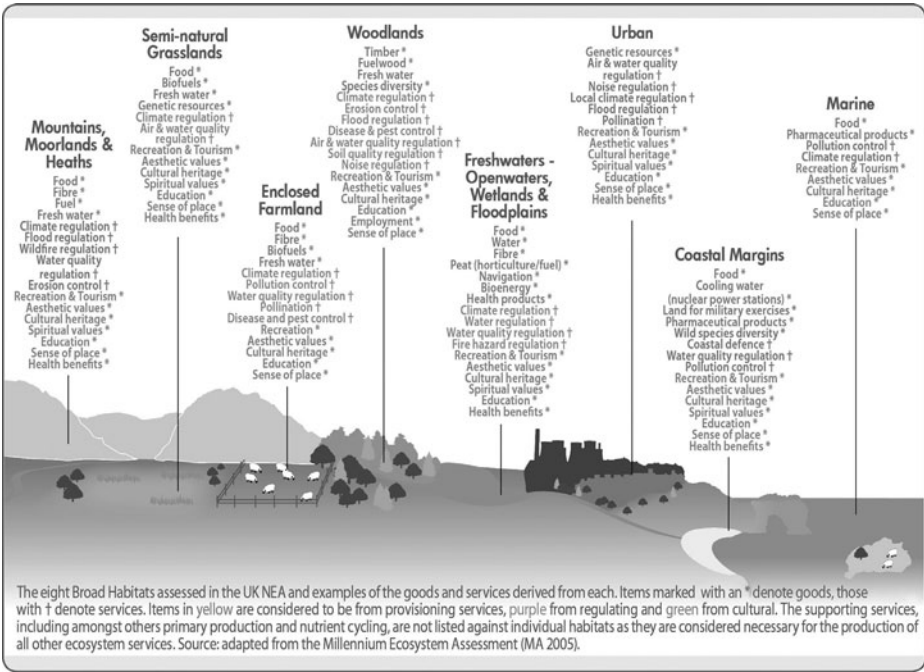 Mountains,
Moorlands &
Heaths
Food *
Fibre *
Fuel *
Fresh water *
Climate regulation †
Flood regulation †
Wildfire regulation †
Water quality
regulation †
Erosion control †
Recreation & Tourism *
Aesthetic values *
Cultural heritage *
Spiritual values *
Education *
Sense of place *
Health benefits *
Semi-natural
Grasslands
Food *
Biofuels *
Fresh water *
Genetic resources *
Climate regulation †
Air & water quality
regulation †
Recreation & Tourism *
Aesthetic values *
Cultural heritage *
Spiritual values *
Education *
Sense of place *
Health benefits *
Enclosed
Farmland
Food *
Fibre *
Biofuels *
Fresh water *
Climate regulation †
Pollution control †
Water quality regulation †
Pollination †
Disease and pest control †
Recreation *
Aesthetic values *
Cultural heritage *
Education *
Sense of place *
Woodlands
Timber *
Fuelwood *
Fresh water
Species diversity *
Climate regulation †
Erosion control †
Flood regulation †
Disease & pest control †
Air & water quality regulation †
Soil quality regulation †
Noise regulation †
Recreation & Tourism *
Aesthetic values *
Cultural heritage *
Education *
Employment *
Sense of place *
Freshwaters -
Openwaters,
Wetlands &
Floodplains
Food *
Water *
Fibre *
Peat (horticulture/fuel) *
Navigation *
Bioenergy *
Health products *
Climate regulation †
Water regulation †
Water quality regulation †
Fire hazard regulation †
Recreation & Tourism *
Aesthetic values *
Cultural heritage *
Spiritual values *
Education *
Health benefits *
Urban
Genetic resources *
Air & water quality
regulation †
Noise regulation †
Local climate regulation †
Flood regulation †
Pollination †
Recreation & Tourism *
Aesthetic values *
Cultural heritage *
Spiritual values *
Education *
Sense of place *
Health benefits *
Coastal Margins
Food *
Cooling water
(nuclear power stations) *
Land for military exercises *
Pharmaceutical products *
Wild species diversity *
Coastal defence †
Water quality regulation †
Pollution control †
Recreation & Tourism *
Aesthetic values *
Cultural heritage *
Spiritual values *
Education *
Sense of place *
Health benefits *
Marine
Food *
Pharmaceutical products *
Pollution control †
Climate regulation †
Recreation & Tourism *
Aesthetic values *
Cultural heritage *
Education *
Sense of place *
The eight Broad Habitats assessed in the UK NEA and examples of the goods and services derived from each. Items marked with an * denote goods, those
with † denote services. Items in yellow are considered to be from provisioning services, purple from regulating and green from cultural. The supporting services,
including amongst others primary production and nutrient cycling, are not listed against individual habitats as they are considered necessary for the production of
all other ecosystem services. Source: adapted from the Millennium Ecosystem Assessment (MA 2005).